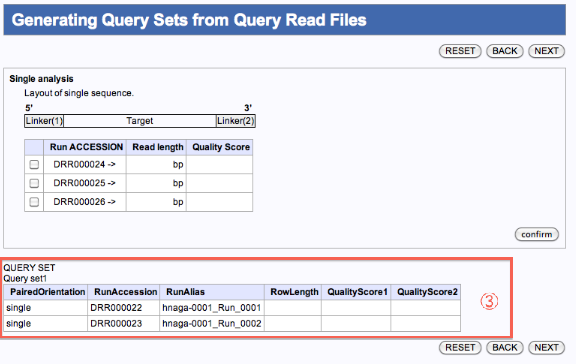 Generating Query Sets from Query Read Files
RESET BACK NEXT
Single analysis
Layout of single sequence.
5' 3'
Linker(1) Target Linker(2)
Run ACCESSION Read length Quality Score
DRR000024 -> bp
DRR000025 -> bp
DRR000026 -> bp
confirm
QUERY SET
Query set1
PairedOrientation RunAccession RunAlias RowLength QualityScore1 QualityScore2
single DRR000022 hnaga-0001_Run_0001
single DRR000023 hnaga-0001_Run_0002
③
RESET BACK NEXT